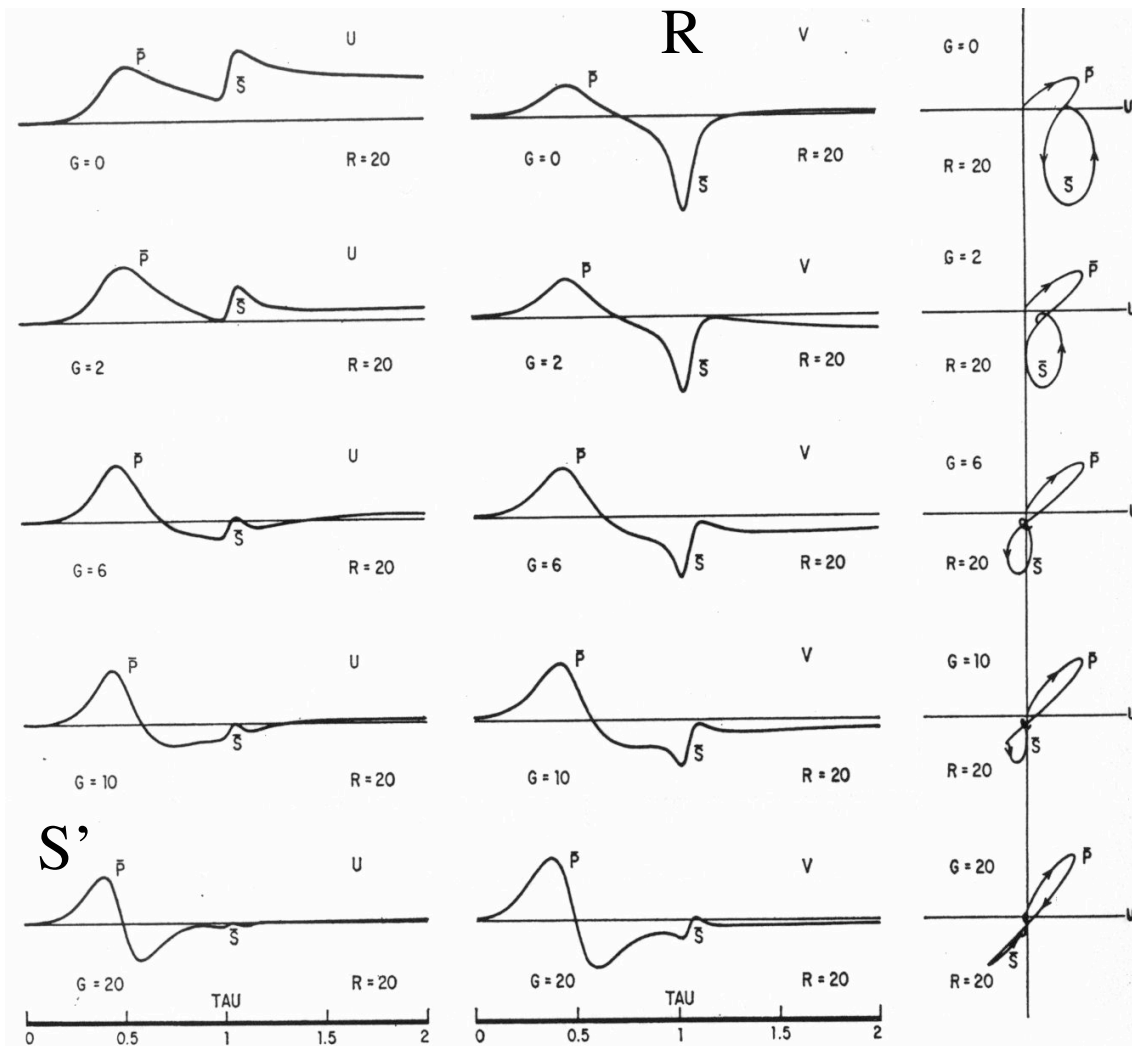 R
U
V
P̄
P̄
G=0
P̄
S̄
U
S̄
G=0
R=20
G=0
R=20
R=20
S̄
U
V
G=2
P̄
P̄
P̄
S̄
U
G=2
R=20
G=2
S̄
R=20
R=20
S̄
U
V
G=6
P̄
P̄
P̄
S̄
U
G=6
R=20
G=6
S̄
R=20
R=20
S̄
U
V
G=10
P̄
P̄
P̄
S̄
U
G=10
R=20
G=10
S̄
R=20
R=20
S̄
S’
U
V
G=20
P̄
P̄
P̄
S̄
U
G=20
R=20
G=20
S̄
R=20
R=20
S̄
TAU
TAU
0 0.5 1 1.5 2
0 0.5 1 1.5 2